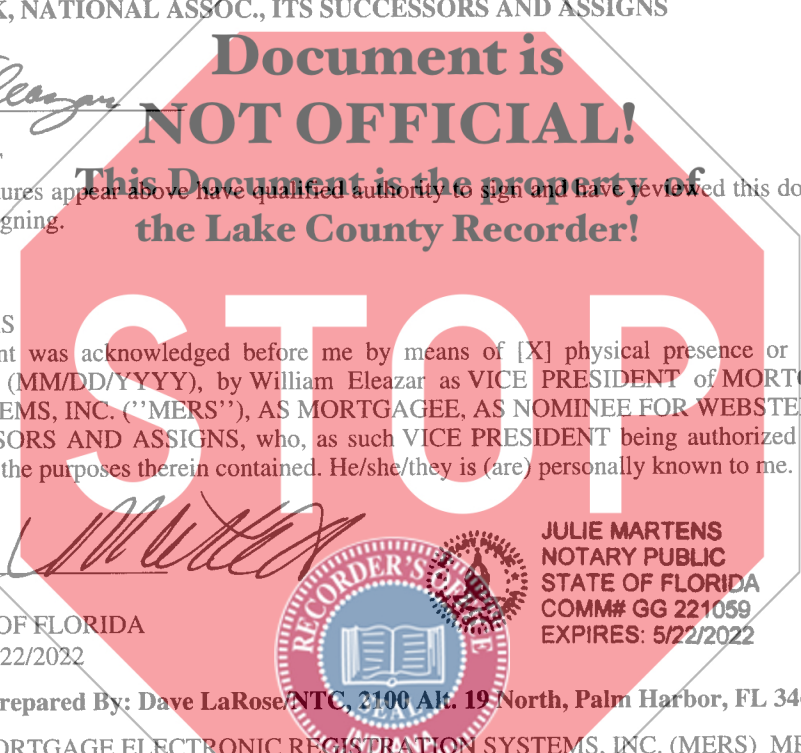 K, NATIONAL ASSOC., ITS SUCCESSORS AND ASSIGNS
Document is
Eleazar
NOT OFFICIAL!
This Document is the property of
ures appear above have qualified authority to sign and have reviewed this do
gning.
the Lake County Recorder!
STOP
S
nt was acknowledged before me by means of [X] physical presence or
(MM/DD/YYYY), by William Eleazar as VICE PRESIDENT of MORTG
EMS, INC. (''MERS''), AS MORTGAGEE, AS NOMINEE FOR WEBSTE
SORS AND ASSIGNS, who, as such VICE PRESIDENT being authorized
the purposes therein contained. He/she/they is (are) personally known to me.
JULIE MARTENS
NOTARY PUBLIC
STATE OF FLORIDA
COMM# GG 221059
EXPIRES: 5/22/2022
RECORDER'S OFFICE
SEAL
OF FLORIDA
22/2022
repared By: Dave LaRose/NTC, 2100 Alt. 19 North, Palm Harbor, FL 34
ORTGAGE ELECTRONIC REGISTRATION SYSTEMS, INC. (MERS) ME